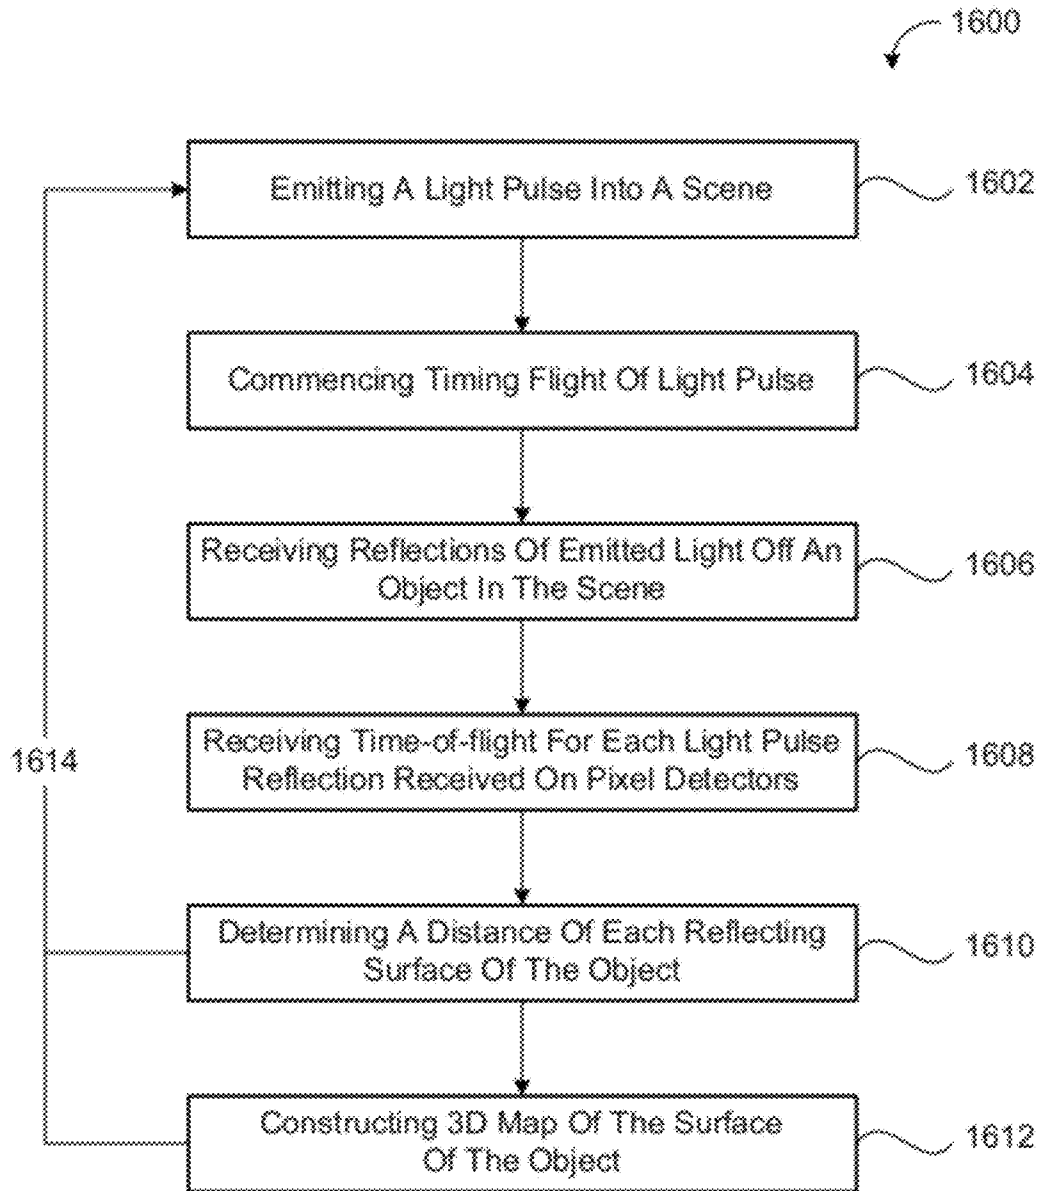 1600
Emitting A Light Pulse Into A Scene
1602
Commencing Timing Flight Of Light Pulse
1604
Receiving Reflections Of Emitted Light Off An
Object In The Scene
1606
Receiving Time-of-flight For Each Light Pulse
Reflection Received On Pixel Detectors
1608
1614
Determining A Distance Of Each Reflecting
Surface Of The Object
1610
Constructing 3D Map Of The Surface
Of The Object
1612